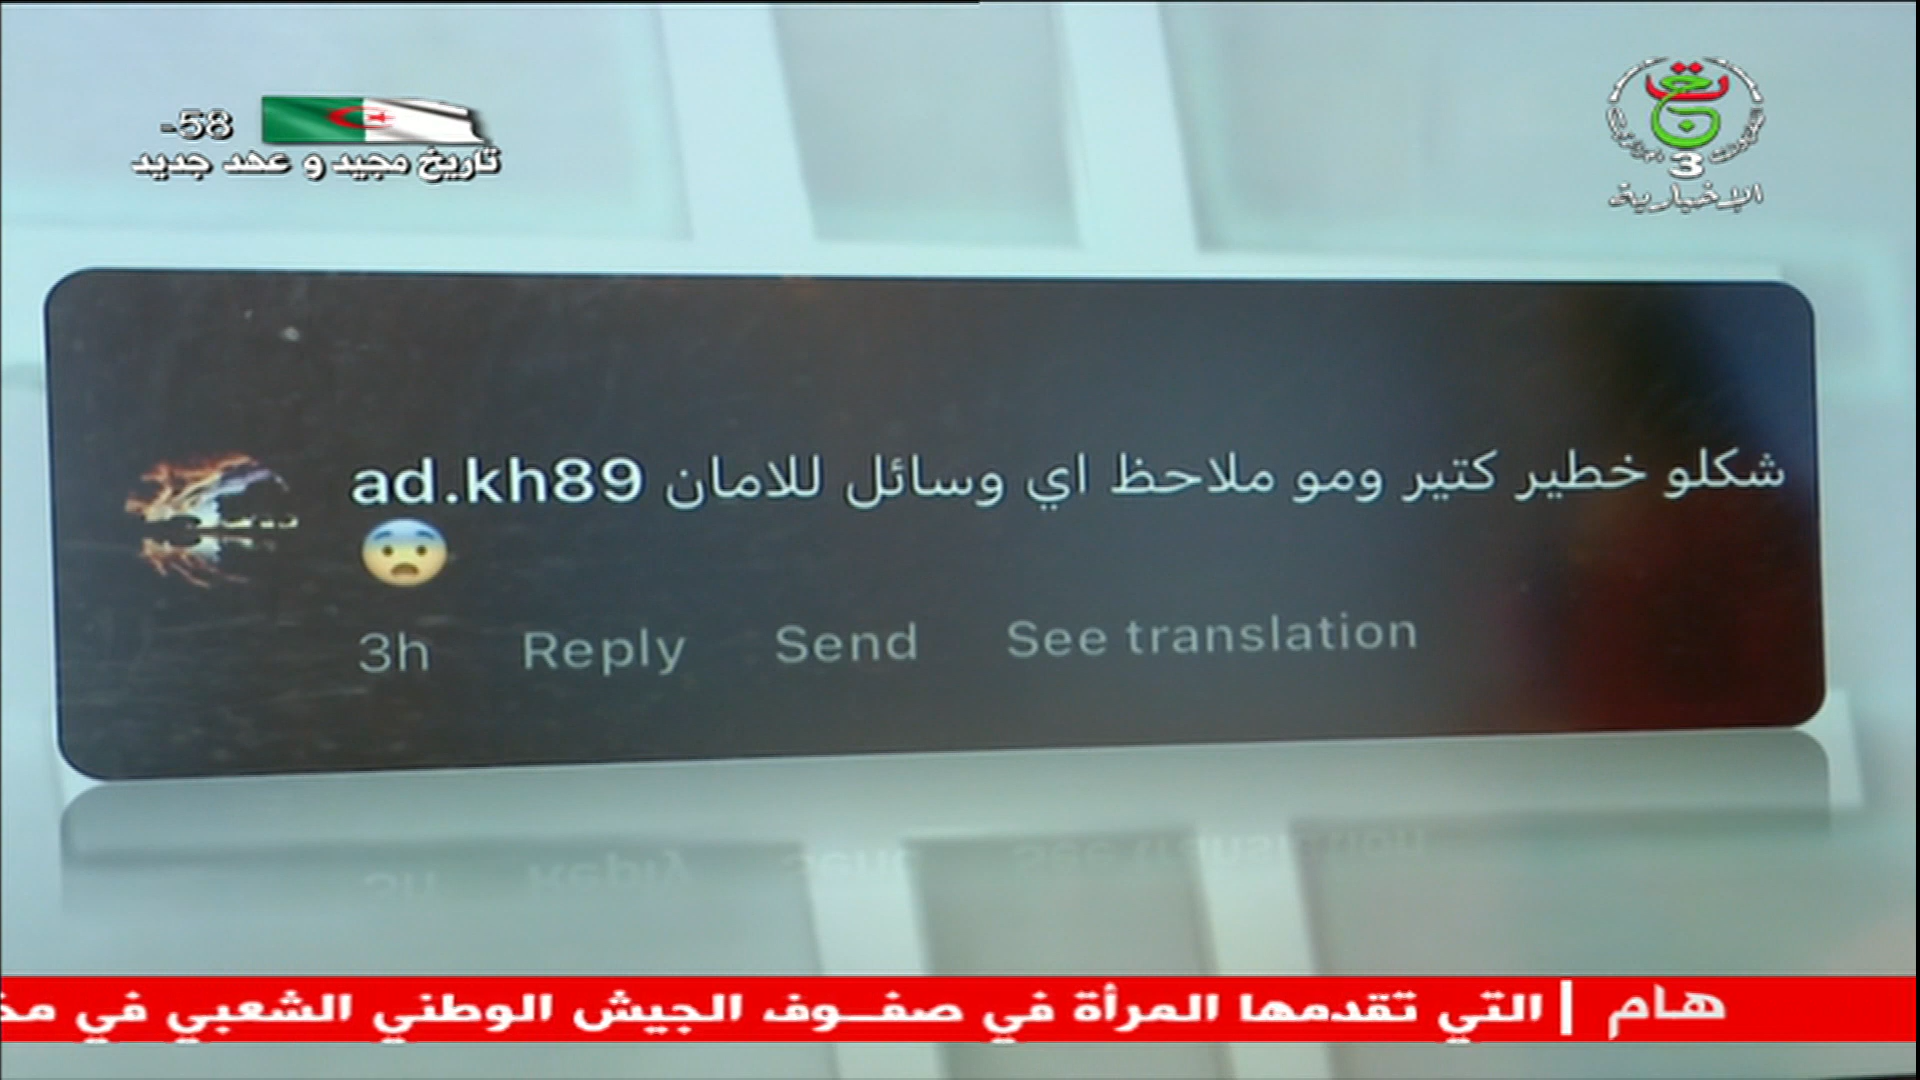 -58
تاريخ مجيد و عهد جديد
3
الإخبارية
ad.kh89 شكلو خطير كتير ومو ملاحظ اي وسائل للامان
😨
3h Reply Send See translation
هام | التي تقدمها المرأة في صفــوف الجيش الوطني الشعبي في